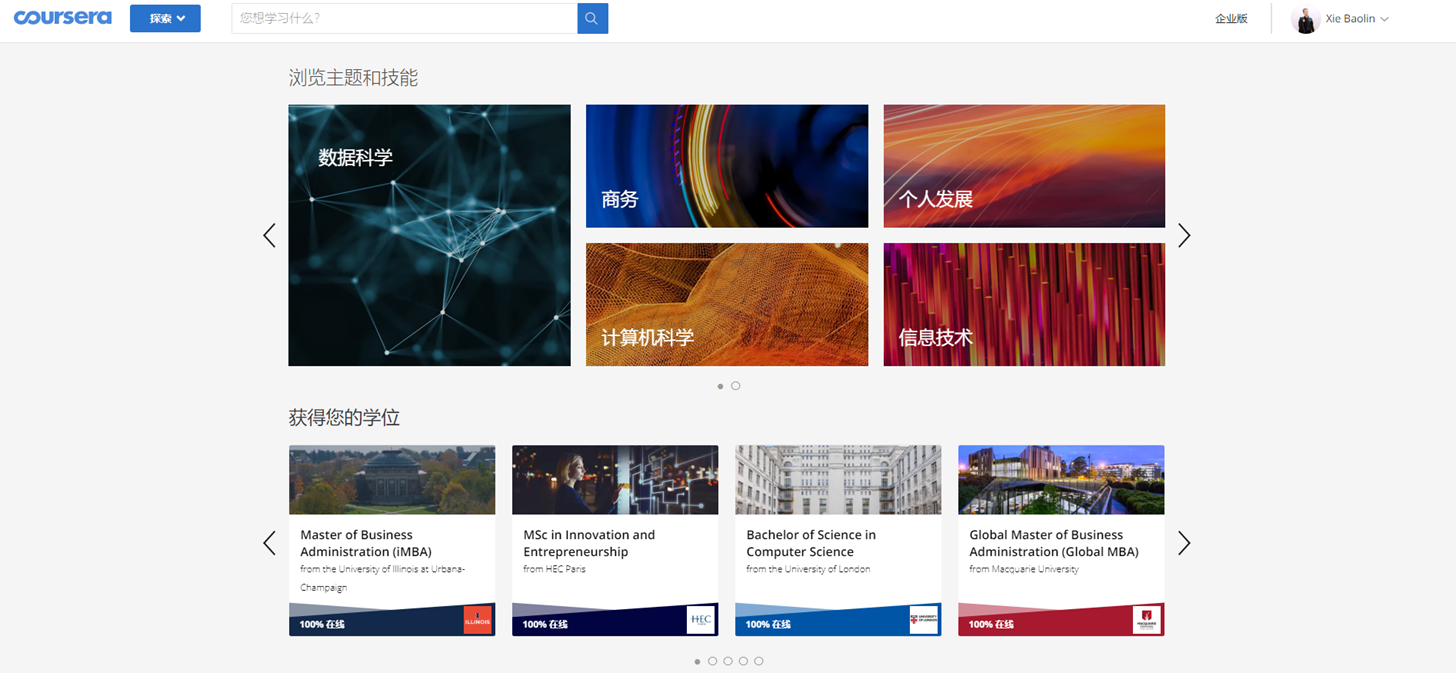 coursera
探索
您想学习什么?
企业版
Xie Baolin
浏览主题和技能
数据科学
商务
个人发展
计算机科学
信息技术
获得您的学位
Master of Business
Administration (iMBA)
from the University of Illinois at Urbana-
Champaign
100% 在线
ILLINOIS
MSc in Innovation and
Entrepreneurship
from HEC Paris
100% 在线
HEC
PARIS
Bachelor of Science in
Computer Science
from the University of London
100% 在线
UNIVERSITY
OF LONDON
Global Master of Business
Administration (Global MBA)
from Macquarie University
100% 在线
MACQUARIE